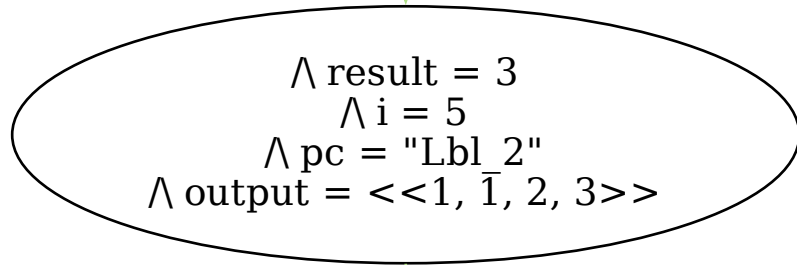 /\ result = 3
/\ i = 5
/\ pc = "Lbl_2"
/\ output = <<1, 1, 2, 3>>